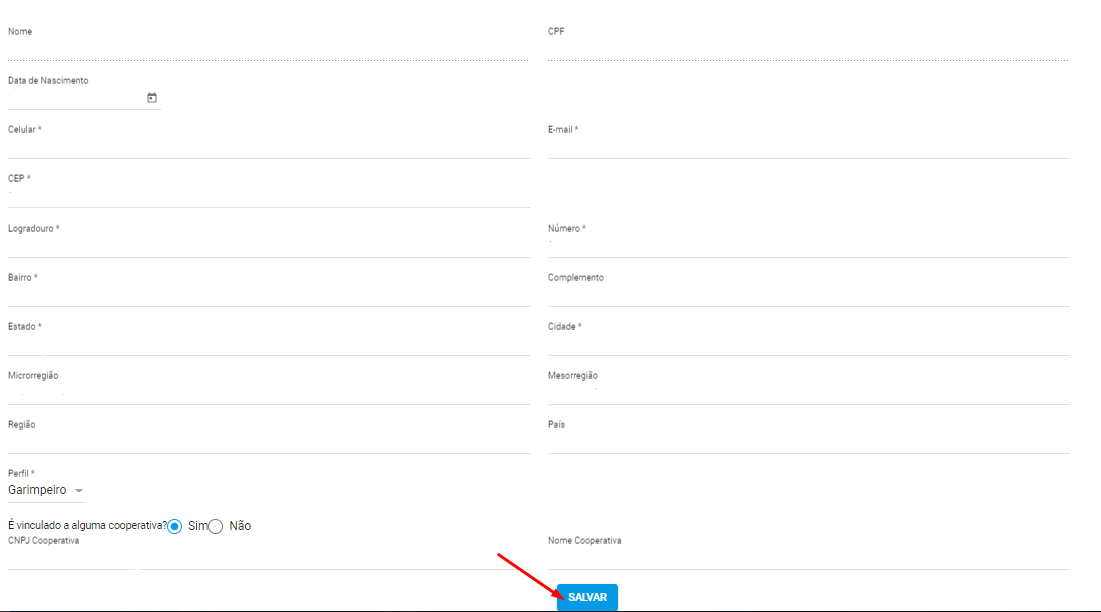 Nome CPF
Data de Nascimento
Celular * E-mail *
CEP *
Logradouro * Número *
Bairro * Complemento
Estado * Cidade *
Microrregião Mesorregião
Região País
Perfil *
Garimpeiro
É vinculado a alguma cooperativa? Sim Não
CNPJ Cooperativa Nome Cooperativa
SALVAR